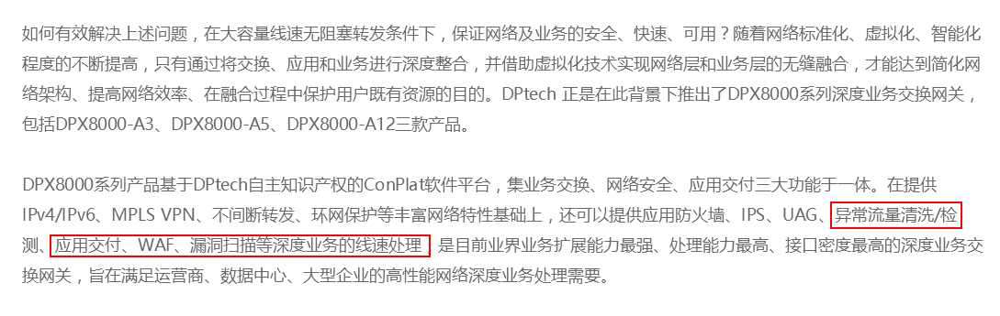 如何有效解决上述问题，在大容量线速无阻塞转发条件下，保证网络及业务的安全、快速、可用？随着网络标准化、虚拟化、智能化
程度的不断提高，只有通过将交换、应用和业务进行深度整合，并借助虚拟化技术实现网络层和业务层的无缝融合，才能达到简化网
络架构、提高网络效率、在融合过程中保护用户既有资源的目的。DPtech 正是在此背景下推出了DPX8000系列深度业务交换网关，
包括DPX8000-A3、DPX8000-A5、DPX8000-A12三款产品。
DPX8000系列产品基于DPtech自主知识产权的ConPlat软件平台，集业务交换、网络安全、应用交付三大功能于一体。在提供
IPv4/IPv6、MPLS VPN、不间断转发、环网保护等丰富网络特性基础上，还可以提供应用防火墙、IPS、UAG、异常流量清洗/检
测、应用交付、WAF、漏洞扫描等深度业务的线速处理，是目前业界业务扩展能力最强、处理能力最高、接口密度最高的深度业务交
换网关，旨在满足运营商、数据中心、大型企业的高性能网络深度业务处理需要。